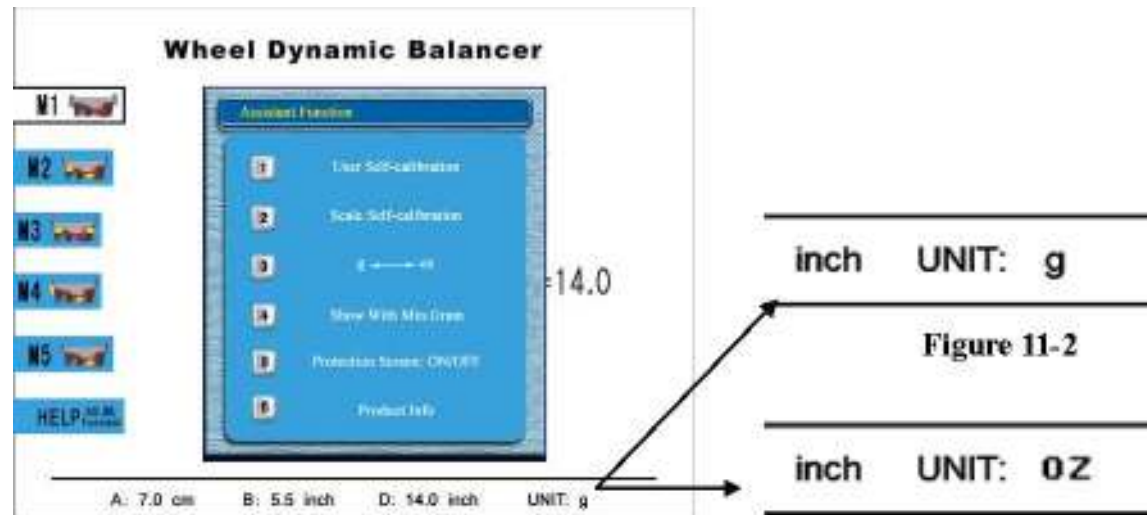 Wheel Dynamic Balancer
M1
M2
M3
M4
M5
HELP
Assistant Function
1 User Self-calibration
2 Scale Self-calibration
3 g oz
4 Show With Min Gram
5 Protection Screen: ON/OFF
6 Product Info
=14.0
A: 7.0 cm B: 5.5 inch D: 14.0 inch UNIT: g
inch UNIT: g
Figure 11-2
inch UNIT: oz